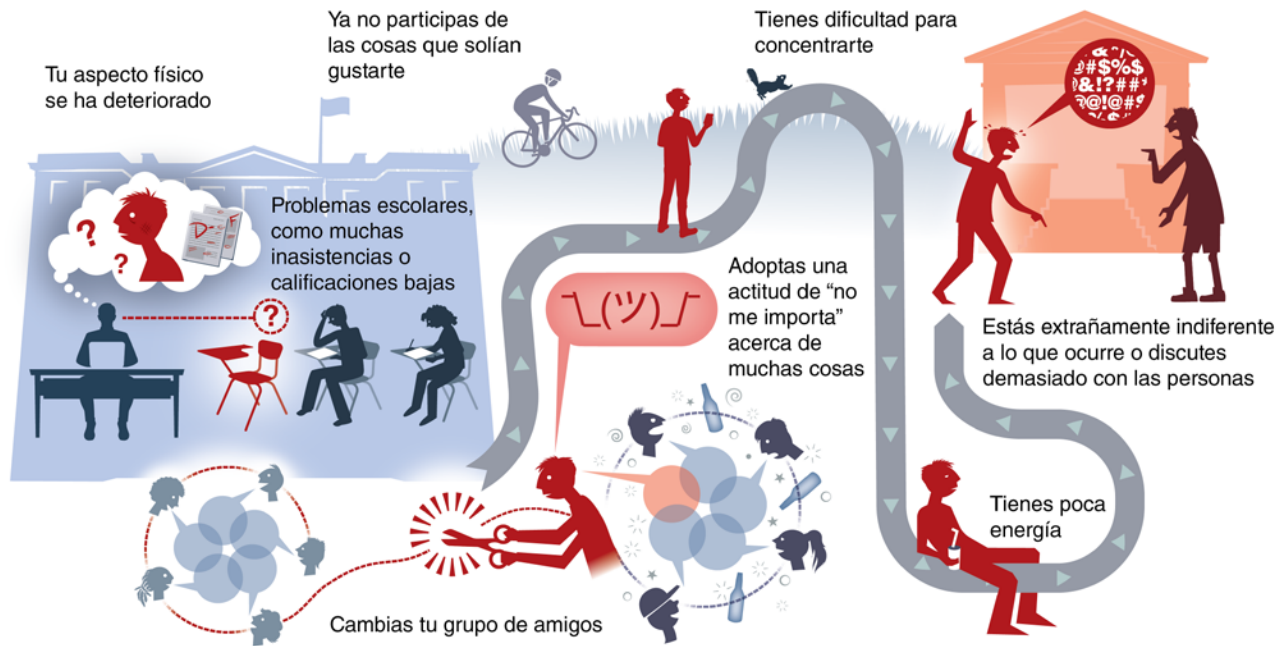 Tu aspecto físico
se ha deteriorado
Ya no participas de
las cosas que solían
gustarte
Tienes dificultad para
concentrarte
@#$%$
&!?##
@@!@#
Problemas escolares,
como muchas
inasistencias o
calificaciones bajas
?
?
D-
F
?
¯\_(ツ)_/¯
Adoptas una
actitud de “no
me importa”
acerca de
muchas cosas
Estás extrañamente indiferente
a lo que ocurre o discutes
demasiado con las personas
Tienes poca
energía
Cambias tu grupo de amigos